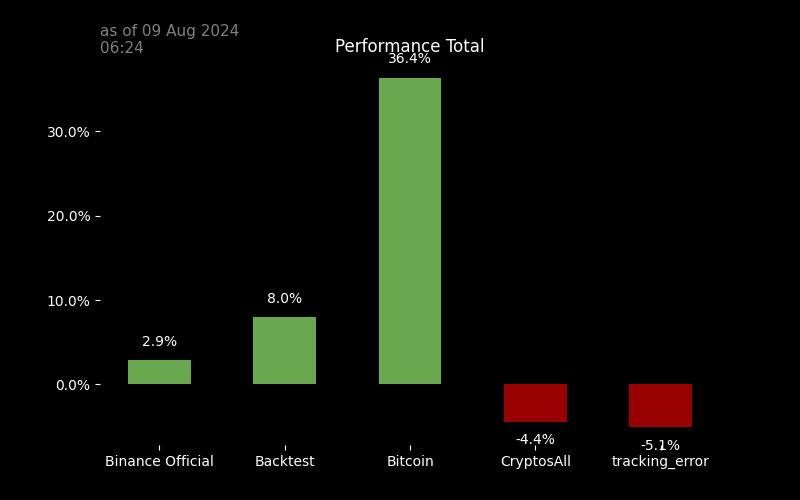 as of 09 Aug 2024
06:24
Performance Total
36.4%
30.0%
20.0%
10.0%
8.0%
2.9%
0.0%
-4.4%
-5.1%
Binance Official
Backtest
Bitcoin
CryptosAll
tracking_error